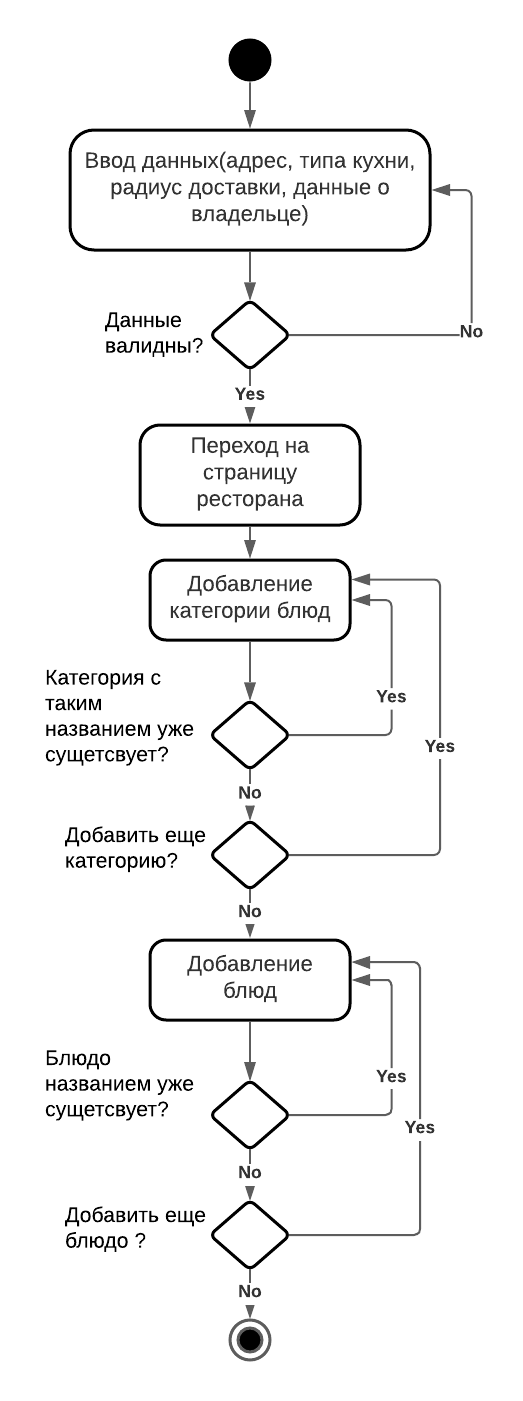 Ввод данных(адрес, типа кухни,
радиус доставки, данные о
владельце)
Данные
валидны?
No
Yes
Переход на
страницу
ресторана
Добавление
категории блюд
Категория с
таким
названием уже
сущетсвует?
Yes
Yes
No
Добавить еще
категорию?
No
Добавление
блюд
Блюдо
названием уже
сущетсвует?
Yes
Yes
No
Добавить еще
блюдо ?
No